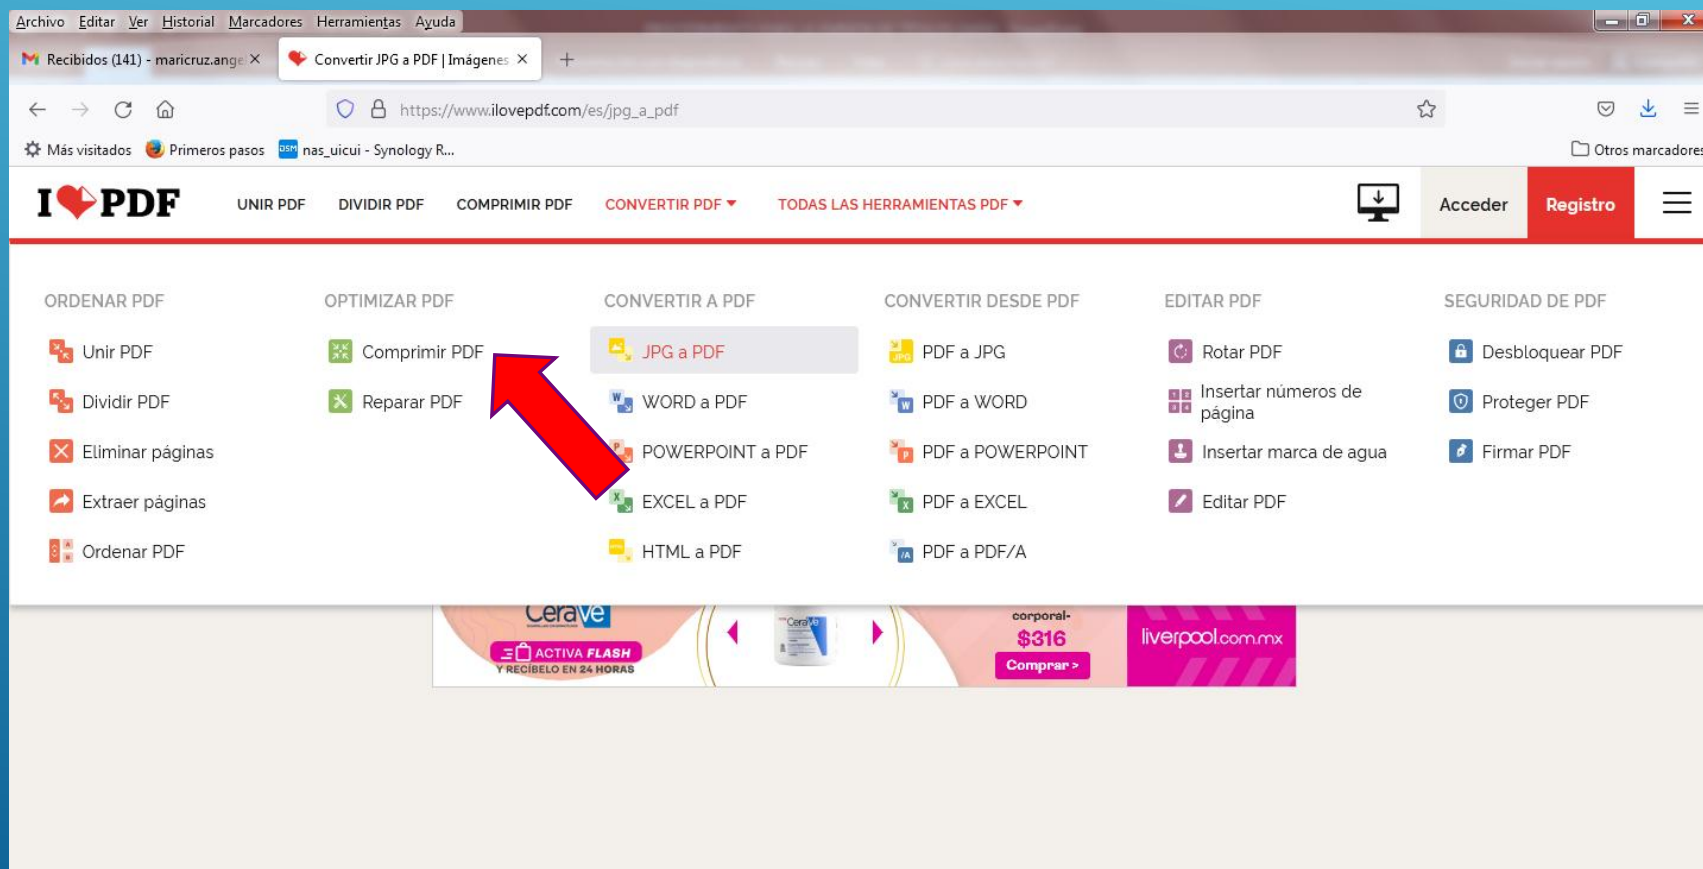 Archivo Editar Ver Historial Marcadores Herramientas Ayuda
Recibidos (141) - maricruz.ange
Convertir JPG a PDF | Imágenes
https://www.ilovepdf.com/es/jpg_a_pdf
Más visitados Primeros pasos DSM nas_uicui - Synology R... Otros marcadores
I PDF UNIR PDF DIVIDIR PDF COMPRIMIR PDF CONVERTIR PDF TODAS LAS HERRAMIENTAS PDF Acceder Registro
ORDENAR PDF
Unir PDF
Dividir PDF
Eliminar páginas
Extraer páginas
Ordenar PDF
OPTIMIZAR PDF
Comprimir PDF
Reparar PDF
CONVERTIR A PDF
JPG a PDF
WORD a PDF
POWERPOINT a PDF
EXCEL a PDF
HTML a PDF
CONVERTIR DESDE PDF
PDF a JPG
PDF a WORD
PDF a POWERPOINT
PDF a EXCEL
PDF a PDF/A
EDITAR PDF
Rotar PDF
Insertar números de
página
Insertar marca de agua
Editar PDF
SEGURIDAD DE PDF
Desbloquear PDF
Proteger PDF
Firmar PDF
CeraVe
ACTIVA FLASH
Y RECÍBELO EN 24 HORAS
CeraVe
corporal-
$316
Comprar >
liverpool.com.mx